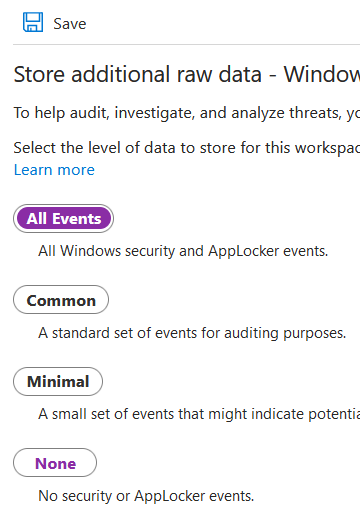 Save
Store additional raw data - Window
To help audit, investigate, and analyze threats, yo
Select the level of data to store for this workspac
Learn more
All Events
All Windows security and AppLocker events.
Common
A standard set of events for auditing purposes.
Minimal
A small set of events that might indicate potentia
None
No security or AppLocker events.